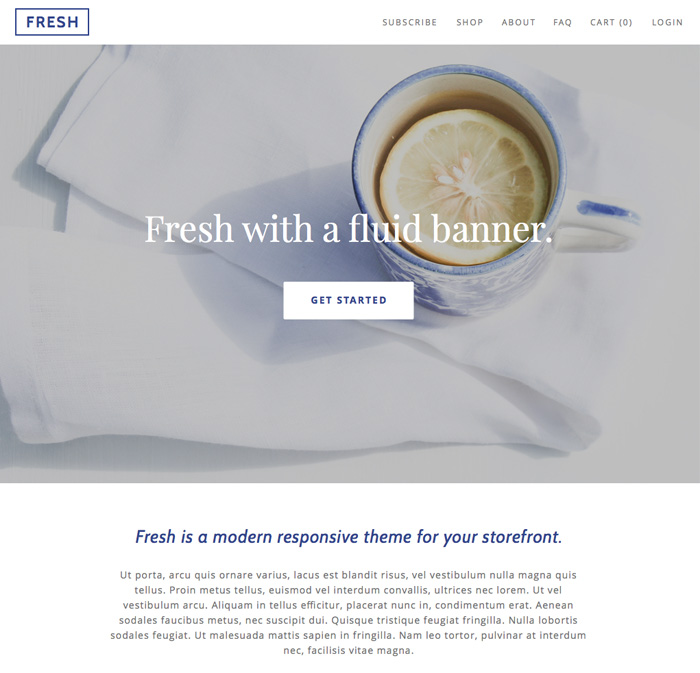 FRESH
SUBSCRIBE SHOP ABOUT FAQ CART (0) LOGIN
Fresh with a fluid banner.
GET STARTED
Fresh is a modern responsive theme for your storefront.
Ut porta, arcu quis ornare varius, lacus est blandit risus, vel vestibulum nulla magna quis
tellus. Proin metus tellus, euismod vel interdum convallis, ultrices nec lorem. Ut vel
vestibulum arcu. Aliquam in tellus efficitur, placerat nunc in, condimentum erat. Aenean
sodales faucibus metus, nec suscipit dui. Quisque tristique feugiat fringilla. Nulla lobortis
sodales feugiat. Ut malesuada mattis sapien in fringilla. Nam leo tortor, pulvinar at interdum
nec, facilisis vitae magna.